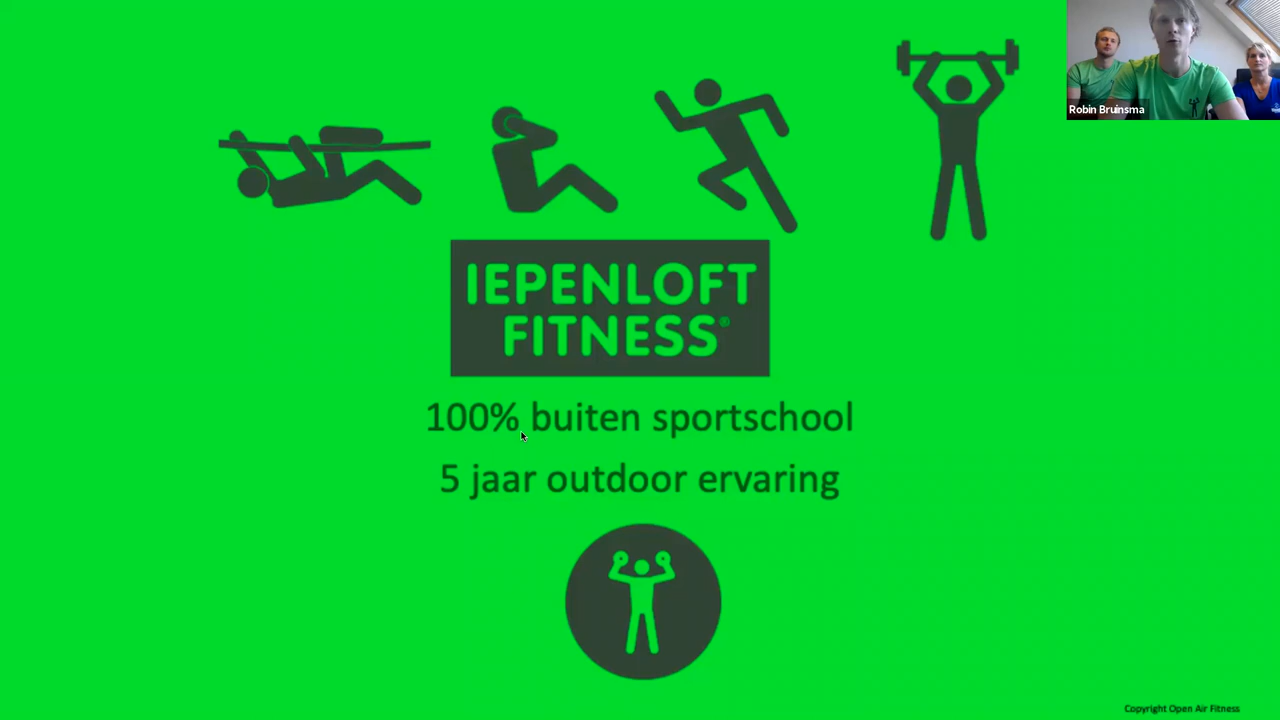 Robin Bruinsma
IEPENLOFT
FITNESS®
100% buiten sportschool
5 jaar outdoor ervaring
Copyright Open Air Fitness